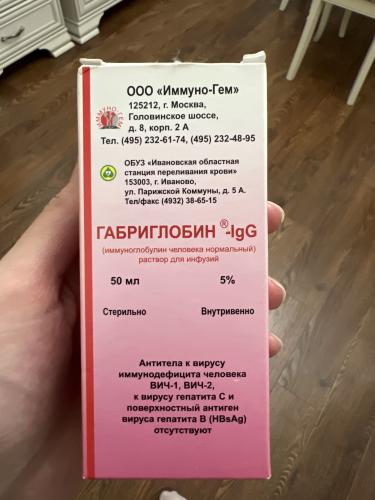 ООО «Иммуно-Гем»
125212, г. Москва,
Головинское шоссе,
д. 8, корп. 2 А
Тел. (495) 232-61-74, (495) 232-48-95
ИММУНО-ГЕМ
ОБУЗ «Ивановская областная
станция переливания крови»
153003, г. Иваново,
ул. Парижской Коммуны, д. 5 А.
Тел/факс (4932) 38-65-15
ГАБРИГЛОБИН ®-IgG
(иммуноглобулин человека нормальный)
раствор для инфузий
50 мл 5%
Стерильно Внутривенно
Антитела к вирусу
иммунодефицита человека
ВИЧ-1, ВИЧ-2,
к вирусу гепатита С и
поверхностный антиген
вируса гепатита В (HBsAg)
отсутствуют